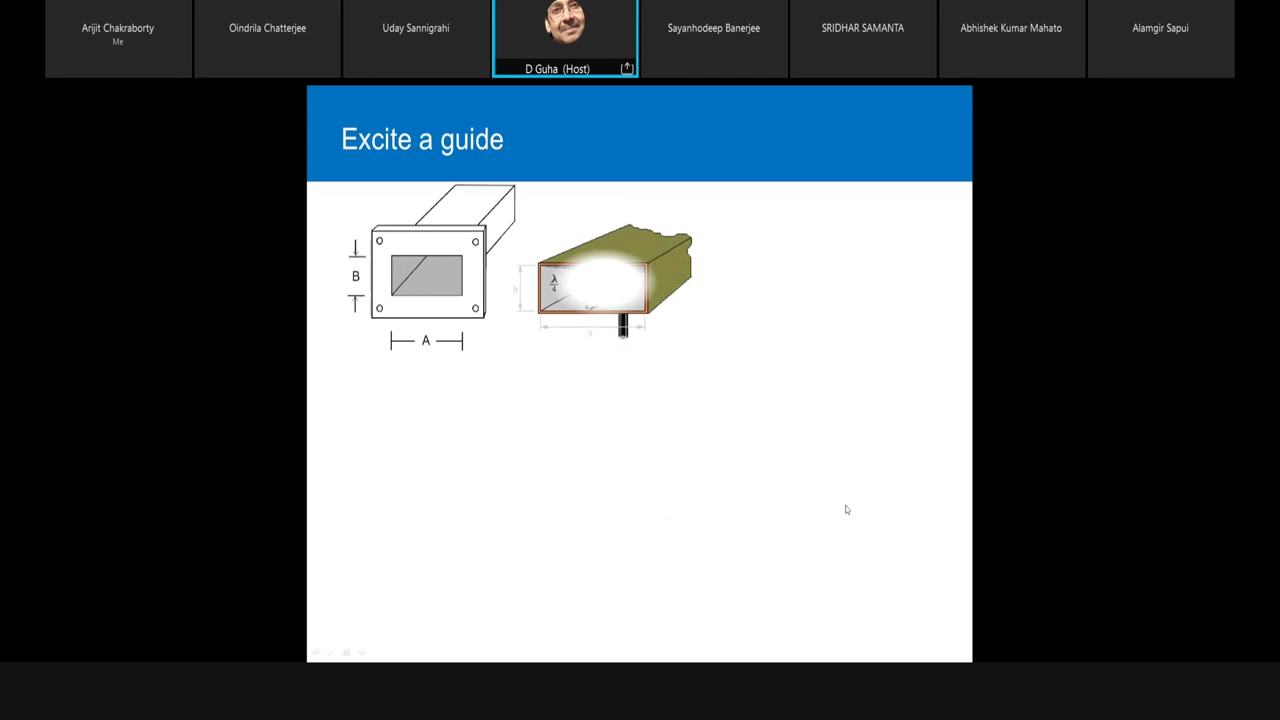 Arijit Chakraborty
Me
Oindrila Chatterjee
Uday Sannigrahi
D Guha (Host)
Sayanhodeep Banerjee
SRIDHAR SAMANTA
Abhishek Kumar Mahato
Alamgir Sapui
Excite a guide
B
A
λ
4
a